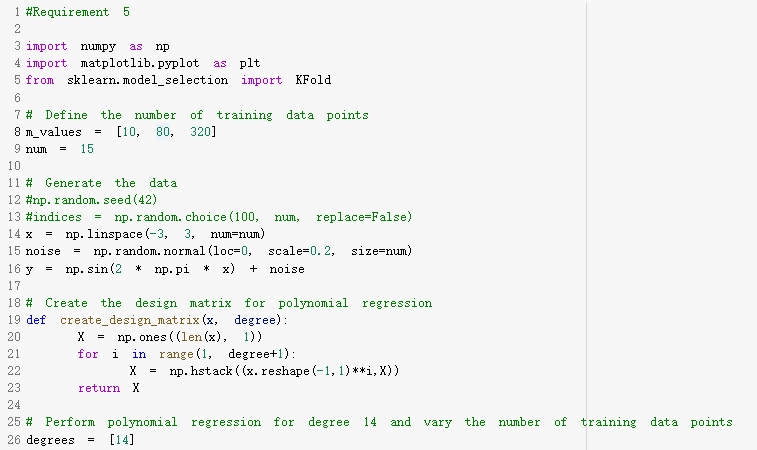 1 #Requirement 5
2
3 import numpy as np
4 import matplotlib.pyplot as plt
5 from sklearn.model_selection import KFold
6
7 # Define the number of training data points
8 m_values = [10, 80, 320]
9 num = 15
10
11 # Generate the data
12 #np.random.seed(42)
13 #indices = np.random.choice(100, num, replace=False)
14 x = np.linspace(-3, 3, num=num)
15 noise = np.random.normal(loc=0, scale=0.2, size=num)
16 y = np.sin(2 * np.pi * x) + noise
17
18 # Create the design matrix for polynomial regression
19 def create_design_matrix(x, degree):
20     X = np.ones((len(x), 1))
21     for i in range(1, degree+1):
22         X = np.hstack((x.reshape(-1,1)**i,X))
23     return X
24
25 # Perform polynomial regression for degree 14 and vary the number of training data points
26 degrees = [14]